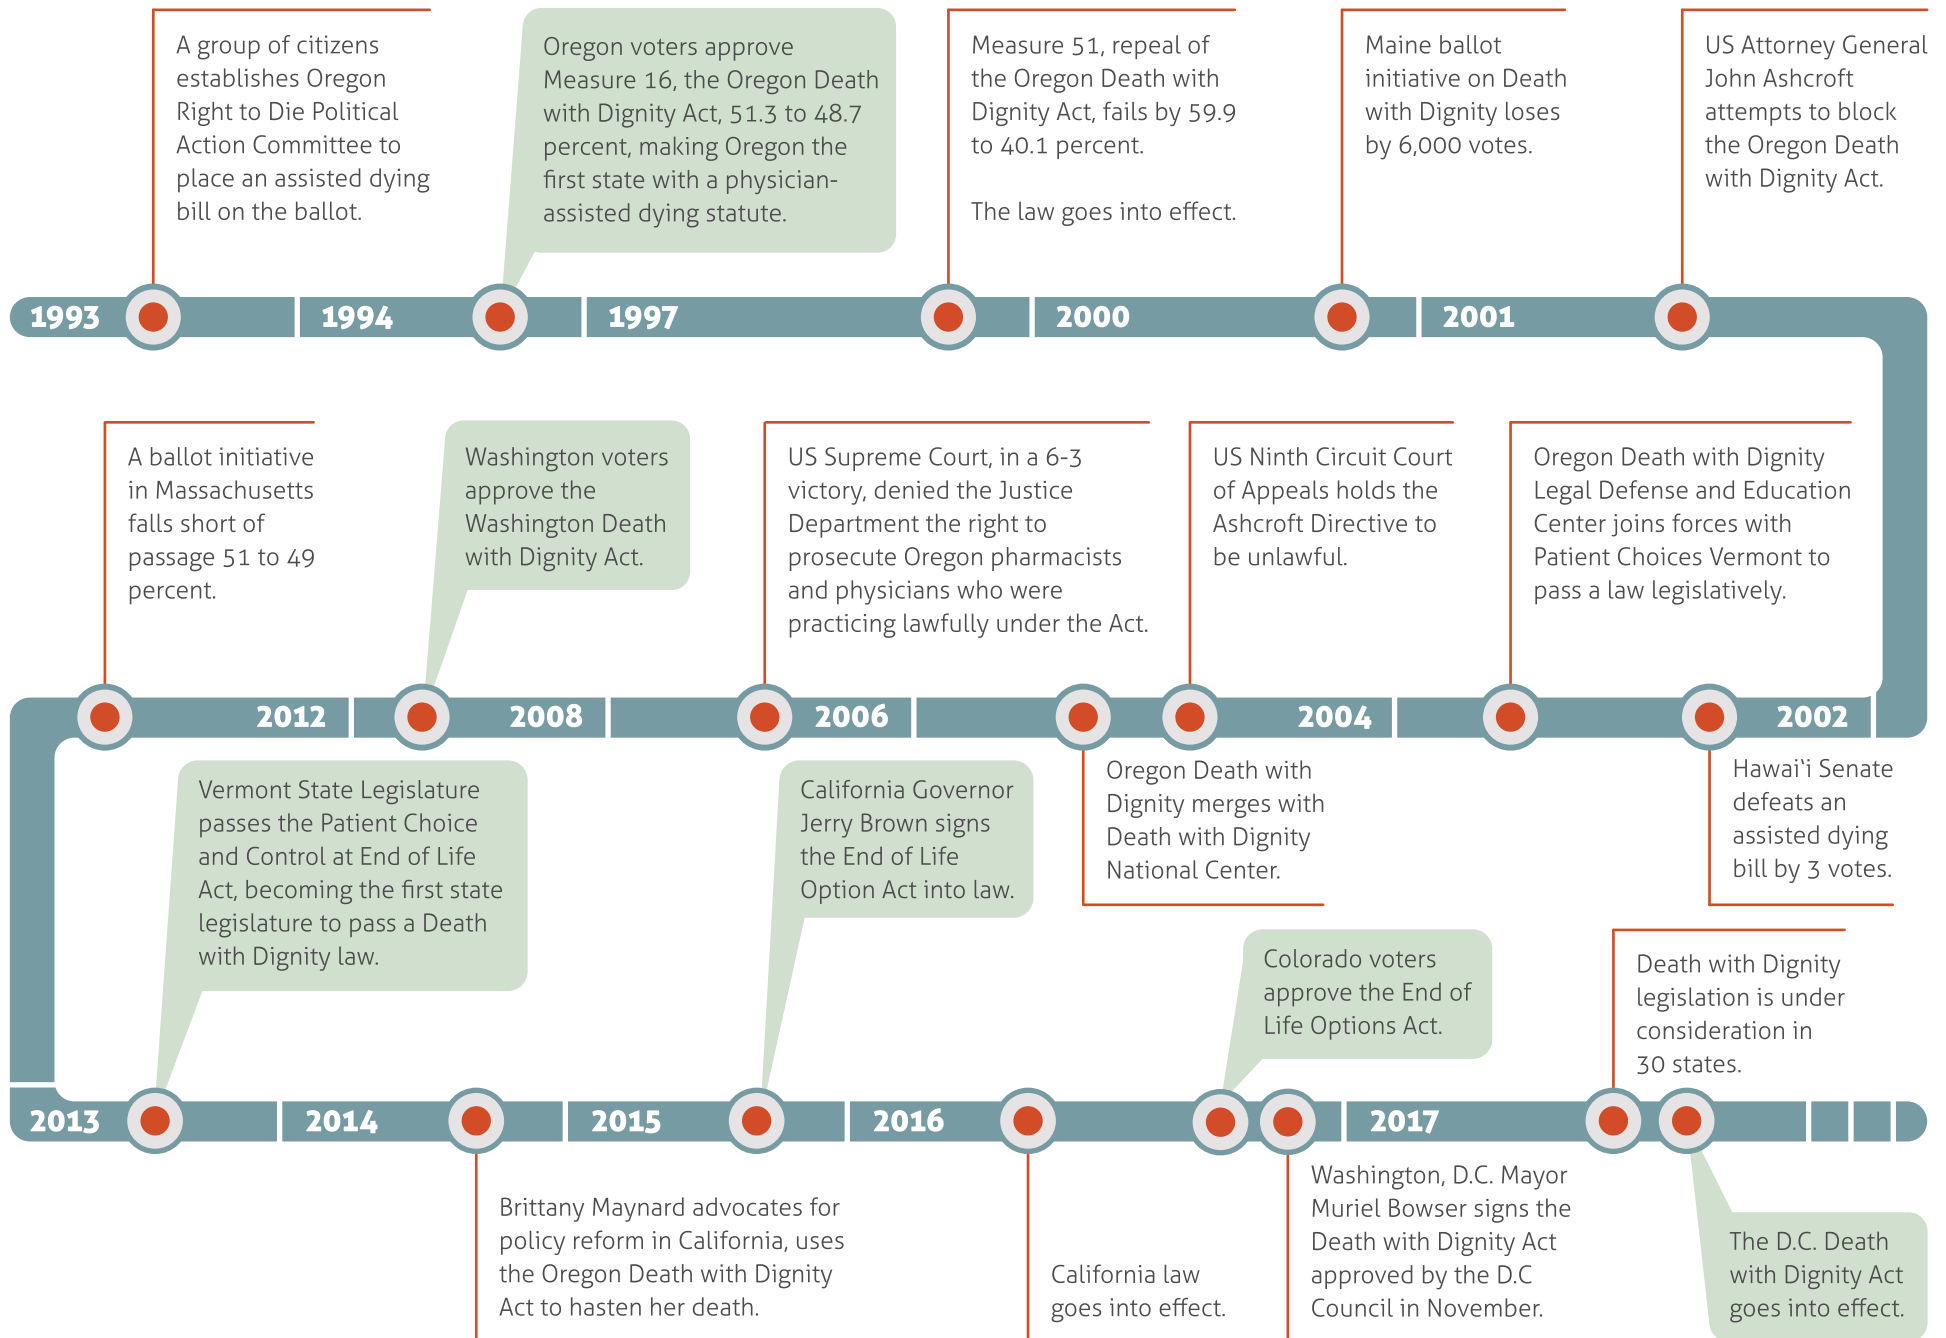 A group of citizens
establishes Oregon
Right to Die Political
Action Committee to
place an assisted dying
bill on the ballot.
Oregon voters approve
Measure 16, the Oregon Death
with Dignity Act, 51.3 to 48.7
percent, making Oregon the
first state with a physician-
assisted dying statute.
Measure 51, repeal of
the Oregon Death with
Dignity Act, fails by 59.9
to 40.1 percent.
The law goes into effect.
Maine ballot
initiative on Death
with Dignity loses
by 6,000 votes.
US Attorney General
John Ashcroft
attempts to block
the Oregon Death
with Dignity Act.
1993
1994
1997
2000
2001
A ballot initiative
in Massachusetts
falls short of
passage 51 to 49
percent.
Washington voters
approve the
Washington Death
with Dignity Act.
US Supreme Court, in a 6-3
victory, denied the Justice
Department the right to
prosecute Oregon pharmacists
and physicians who were
practicing lawfully under the Act.
US Ninth Circuit Court
of Appeals holds the
Ashcroft Directive to
be unlawful.
Oregon Death with Dignity
Legal Defense and Education
Center joins forces with
Patient Choices Vermont to
pass a law legislatively.
2012
2008
2006
2004
2002
Vermont State Legislature
passes the Patient Choice
and Control at End of Life
Act, becoming the first state
legislature to pass a Death
with Dignity law.
California Governor
Jerry Brown signs
the End of Life
Option Act into law.
Oregon Death with
Dignity merges with
Death with Dignity
National Center.
Hawai‘i Senate
defeats an
assisted dying
bill by 3 votes.
Colorado voters
approve the End of
Life Options Act.
Death with Dignity
legislation is under
consideration in
30 states.
2013
2014
2015
2016
2017
Brittany Maynard advocates for
policy reform in California, uses
the Oregon Death with Dignity
Act to hasten her death.
California law
goes into effect.
Washington, D.C. Mayor
Muriel Bowser signs the
Death with Dignity Act
approved by the D.C
Council in November.
The D.C. Death
with Dignity Act
goes into effect.